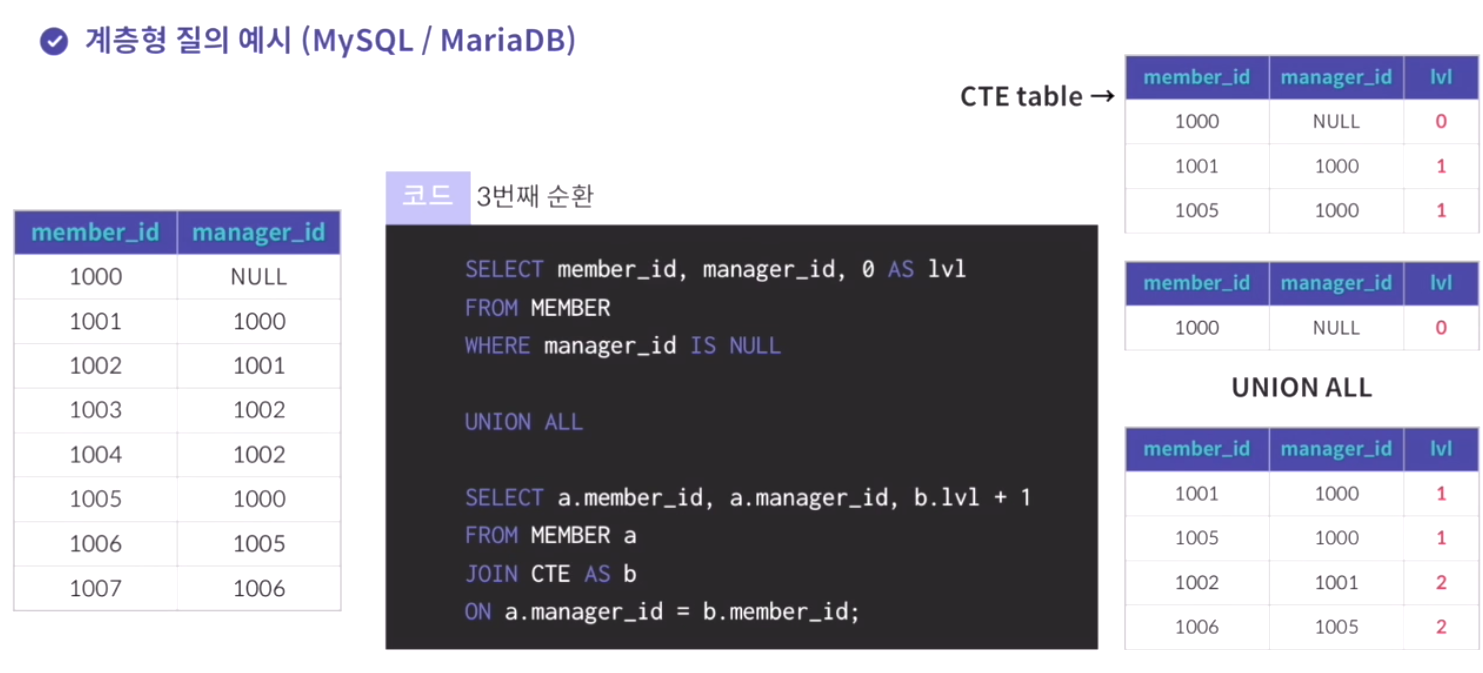 계층형 질의 예시 (MySQL / MariaDB)
member_id manager_id
1000 NULL
1001 1000
1002 1001
1003 1002
1004 1002
1005 1000
1006 1005
1007 1006
코드 3번째 순환
SELECT member_id, manager_id, 0 AS lvl
FROM MEMBER
WHERE manager_id IS NULL
UNION ALL
SELECT a.member_id, a.manager_id, b.lvl + 1
FROM MEMBER a
JOIN CTE AS b
ON a.manager_id = b.member_id;
CTE table →
member_id manager_id lvl
1000 NULL 0
1001 1000 1
1005 1000 1
member_id manager_id lvl
1000 NULL 0
UNION ALL
member_id manager_id lvl
1001 1000 1
1005 1000 1
1002 1001 2
1006 1005 2